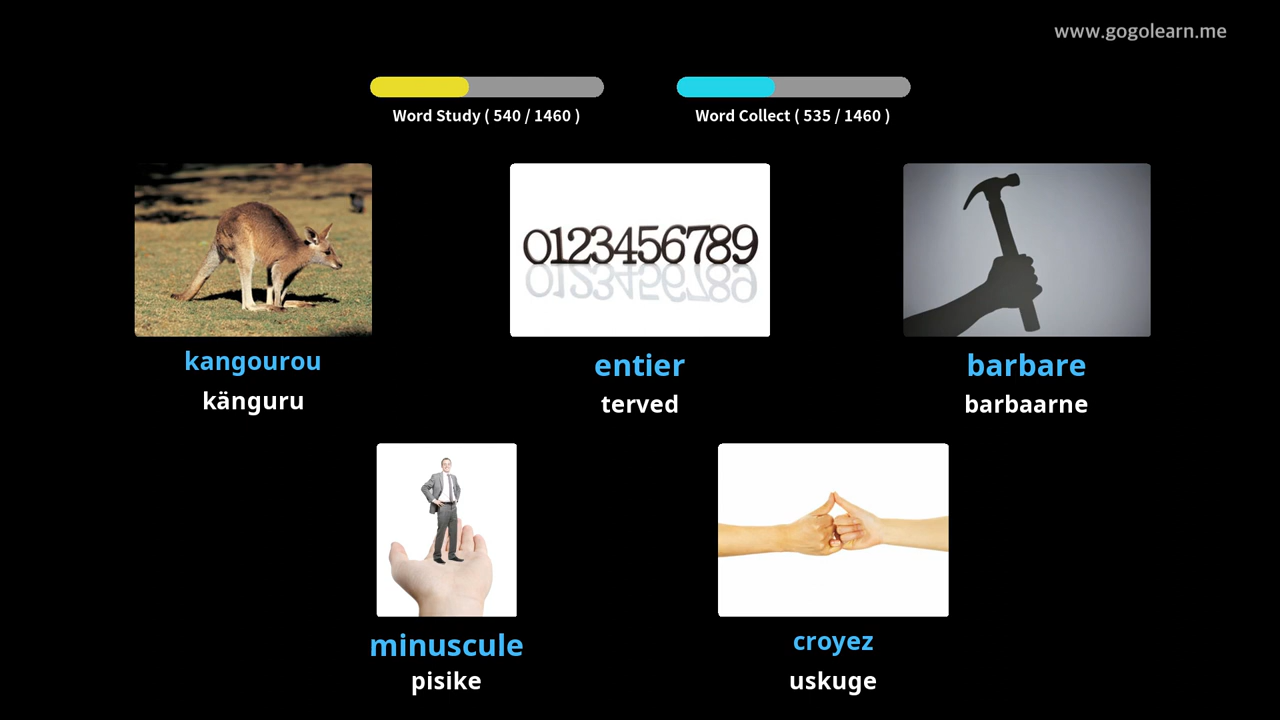 www.gogolearn.me
Word Study ( 540 / 1460 )
Word Collect ( 535 / 1460 )
0123456789
kangourou
känguru
entier
terved
barbare
barbaarne
minuscule
pisike
croyez
uskuge